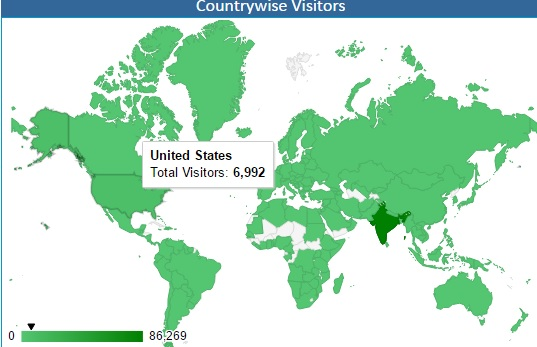 Countrywise Visitors
United States
Total Visitors: 6,992
0 86,269